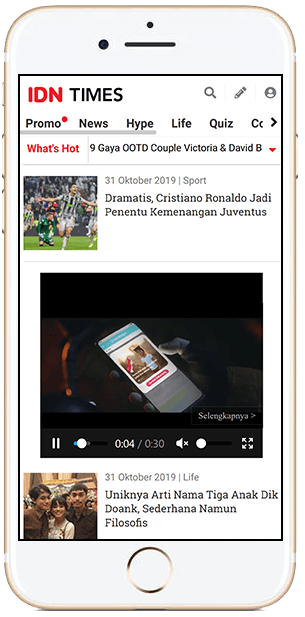 IDN TIMES
Promo News Hype Life Quiz Co
What's Hot 9 Gaya OOTD Couple Victoria & David B
31 Oktober 2019 | Sport
Dramatis, Cristiano Ronaldo Jadi
Penentu Kemenangan Juventus
Selengkapnya >
0:04 / 0:30
31 Oktober 2019 | Life
Uniknya Arti Nama Tiga Anak Dik
Doank, Sederhana Namun
Filosofis